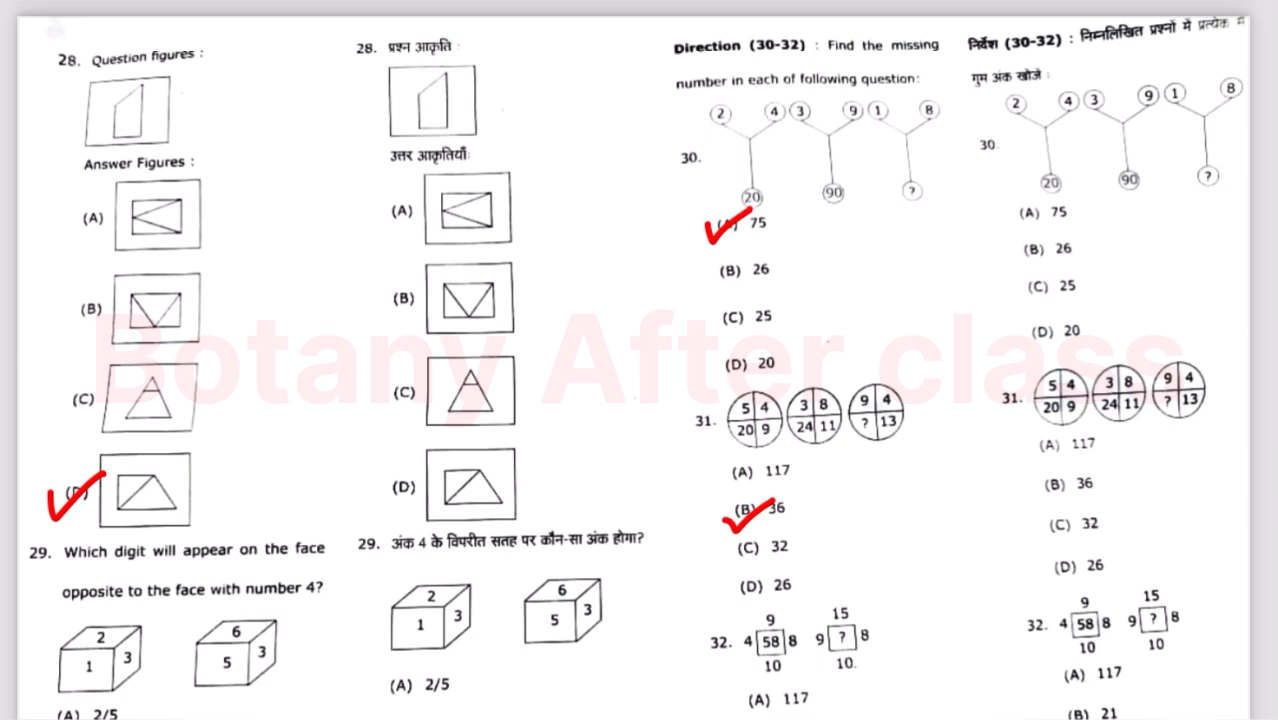 28. Question figures :
Answer Figures :
(A)
(B)
(C)
(D)
29. Which digit will appear on the face
opposite to the face with number 4?
2
1 3
6
5 3
(A) 2/5
28. प्रश्न आकृति :
उत्तर आकृतियाँ:
(A)
(B)
(C)
(D)
29. अंक 4 के विपरीत सतह पर कौन-सा अंक होगा?
2
1 3
6
5 3
(A) 2/5
Direction (30-32) : Find the missing
number in each of following question:
2 4 3 9 1 8
30.
20 90 ?
(A) 75
(B) 26
(C) 25
(D) 20
5 4 3 8 9 4
31.
20 9 24 11 ? 13
(A) 117
(B) 36
(C) 32
(D) 26
9 15
32. 4 58 8 9 ? 8
10 10.
(A) 117
निर्देश (30-32) : निम्नलिखित प्रश्नों में प्रत्येक में
गुम अंक खोजें :
2 4 3 9 1 8
30.
20 90 ?
(A) 75
(B) 26
(C) 25
(D) 20
5 4 3 8 9 4
31.
20 9 24 11 ? 13
(A) 117
(B) 36
(C) 32
(D) 26
9 15
32. 4 58 8 9 ? 8
10 10
(A) 117
(B) 21
Botany After class